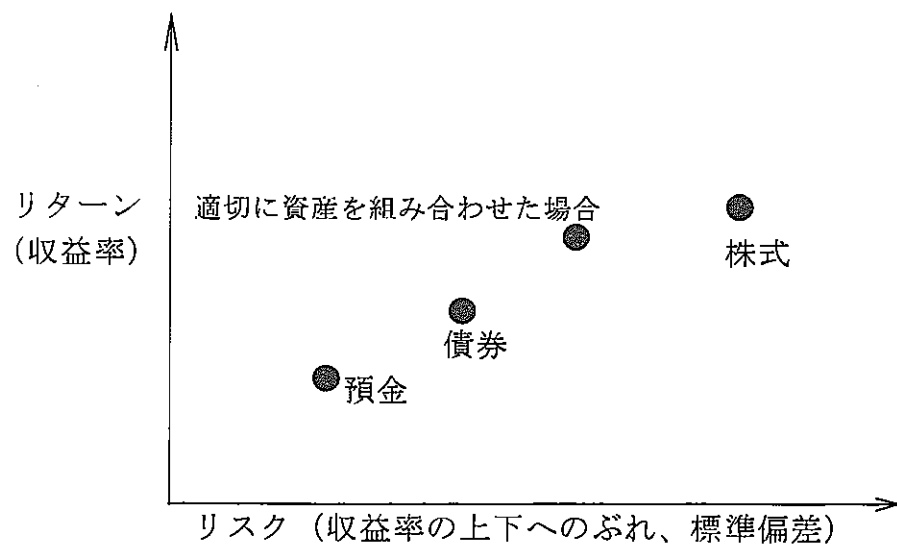 リターン
(収益率)
適切に資産を組み合わせた場合
株式
債券
預金
リスク (収益率の上下へのぶれ、標準偏差)